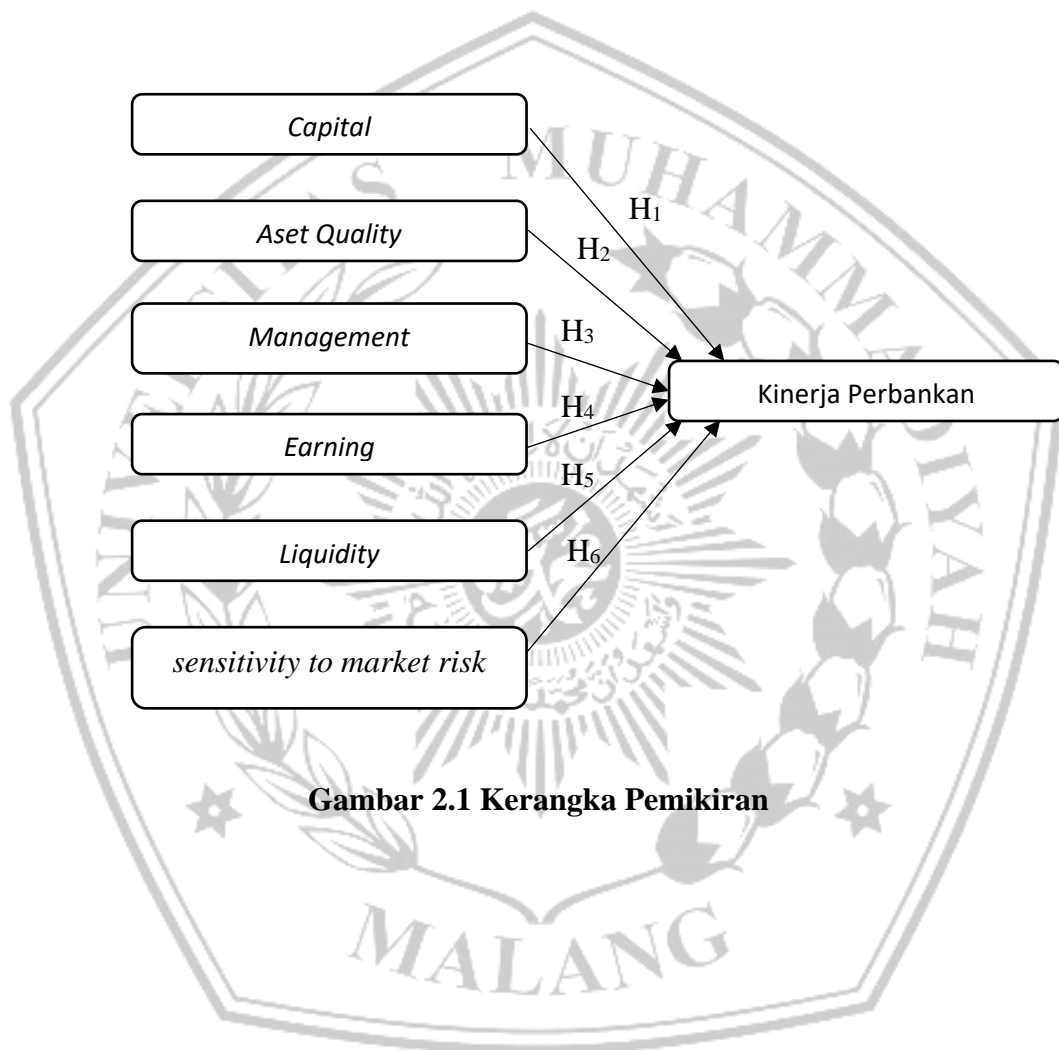 Capital
Aset Quality
Management
Earning
Liquidity
sensitivity to market risk
H1
H2
H3
H4
H5
H6
Kinerja Perbankan
Gambar 2.1 Kerangka Pemikiran
UNIVERSITAS MUHAMMADIYAH
MALANG